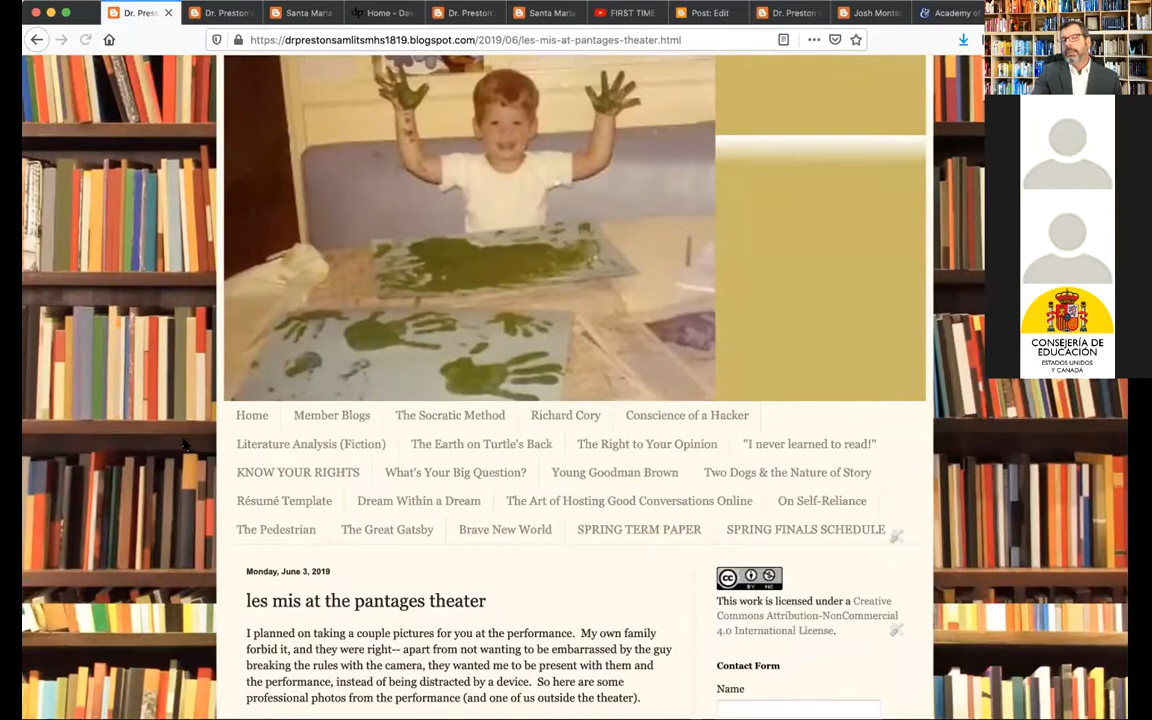 Dr. Prest
Dr. Preston'
Santa Maria
Home - Dav
Dr. Preston'
Santa Maria
FIRST TIME
Post: Edit
Dr. Preston'
Josh Monte
Academy of
https://drprestonsamlitsmhs1819.blogspot.com/2019/06/les-mis-at-pantages-theater.html
CONSEJERÍA DE
EDUCACIÓN
ESTADOS UNIDOS
Y CANADÁ
Home Member Blogs The Socratic Method Richard Cory Conscience of a Hacker
Literature Analysis (Fiction) The Earth on Turtle's Back The Right to Your Opinion "I never learned to read!"
KNOW YOUR RIGHTS What's Your Big Question? Young Goodman Brown Two Dogs & the Nature of Story
Résumé Template Dream Within a Dream The Art of Hosting Good Conversations Online On Self-Reliance
The Pedestrian The Great Gatsby Brave New World SPRING TERM PAPER SPRING FINALS SCHEDULE
Monday, June 3, 2019
les mis at the pantages theater
I planned on taking a couple pictures for you at the performance. My own family
forbid it, and they were right-- apart from not wanting to be embarrassed by the guy
breaking the rules with the camera, they wanted me to be present with them and
the performance, instead of being distracted by a device. So here are some
professional photos from the performance (and one of us outside the theater).
cc
BY NC
This work is licensed under a Creative
Commons Attribution-NonCommercial
4.0 International License.
Contact Form
Name